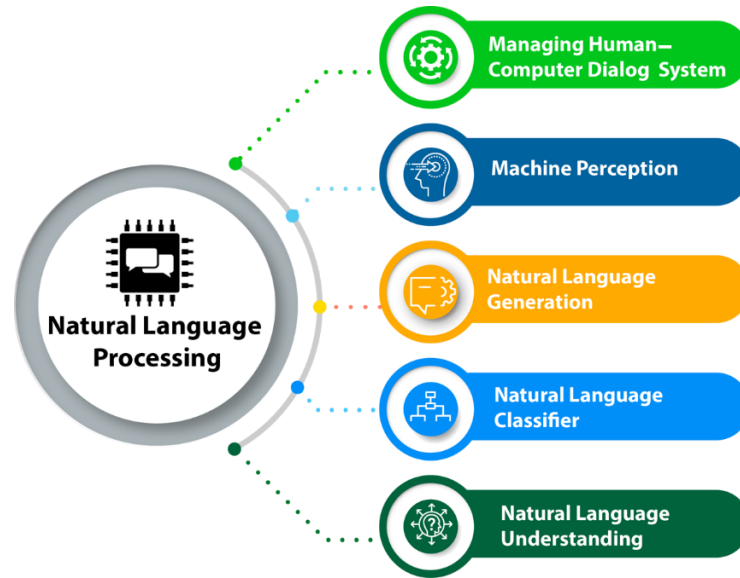 Natural Language
Processing
Managing Human–
Computer Dialog System
Machine Perception
Natural Language
Generation
Natural Language
Classifier
Natural Language
Understanding